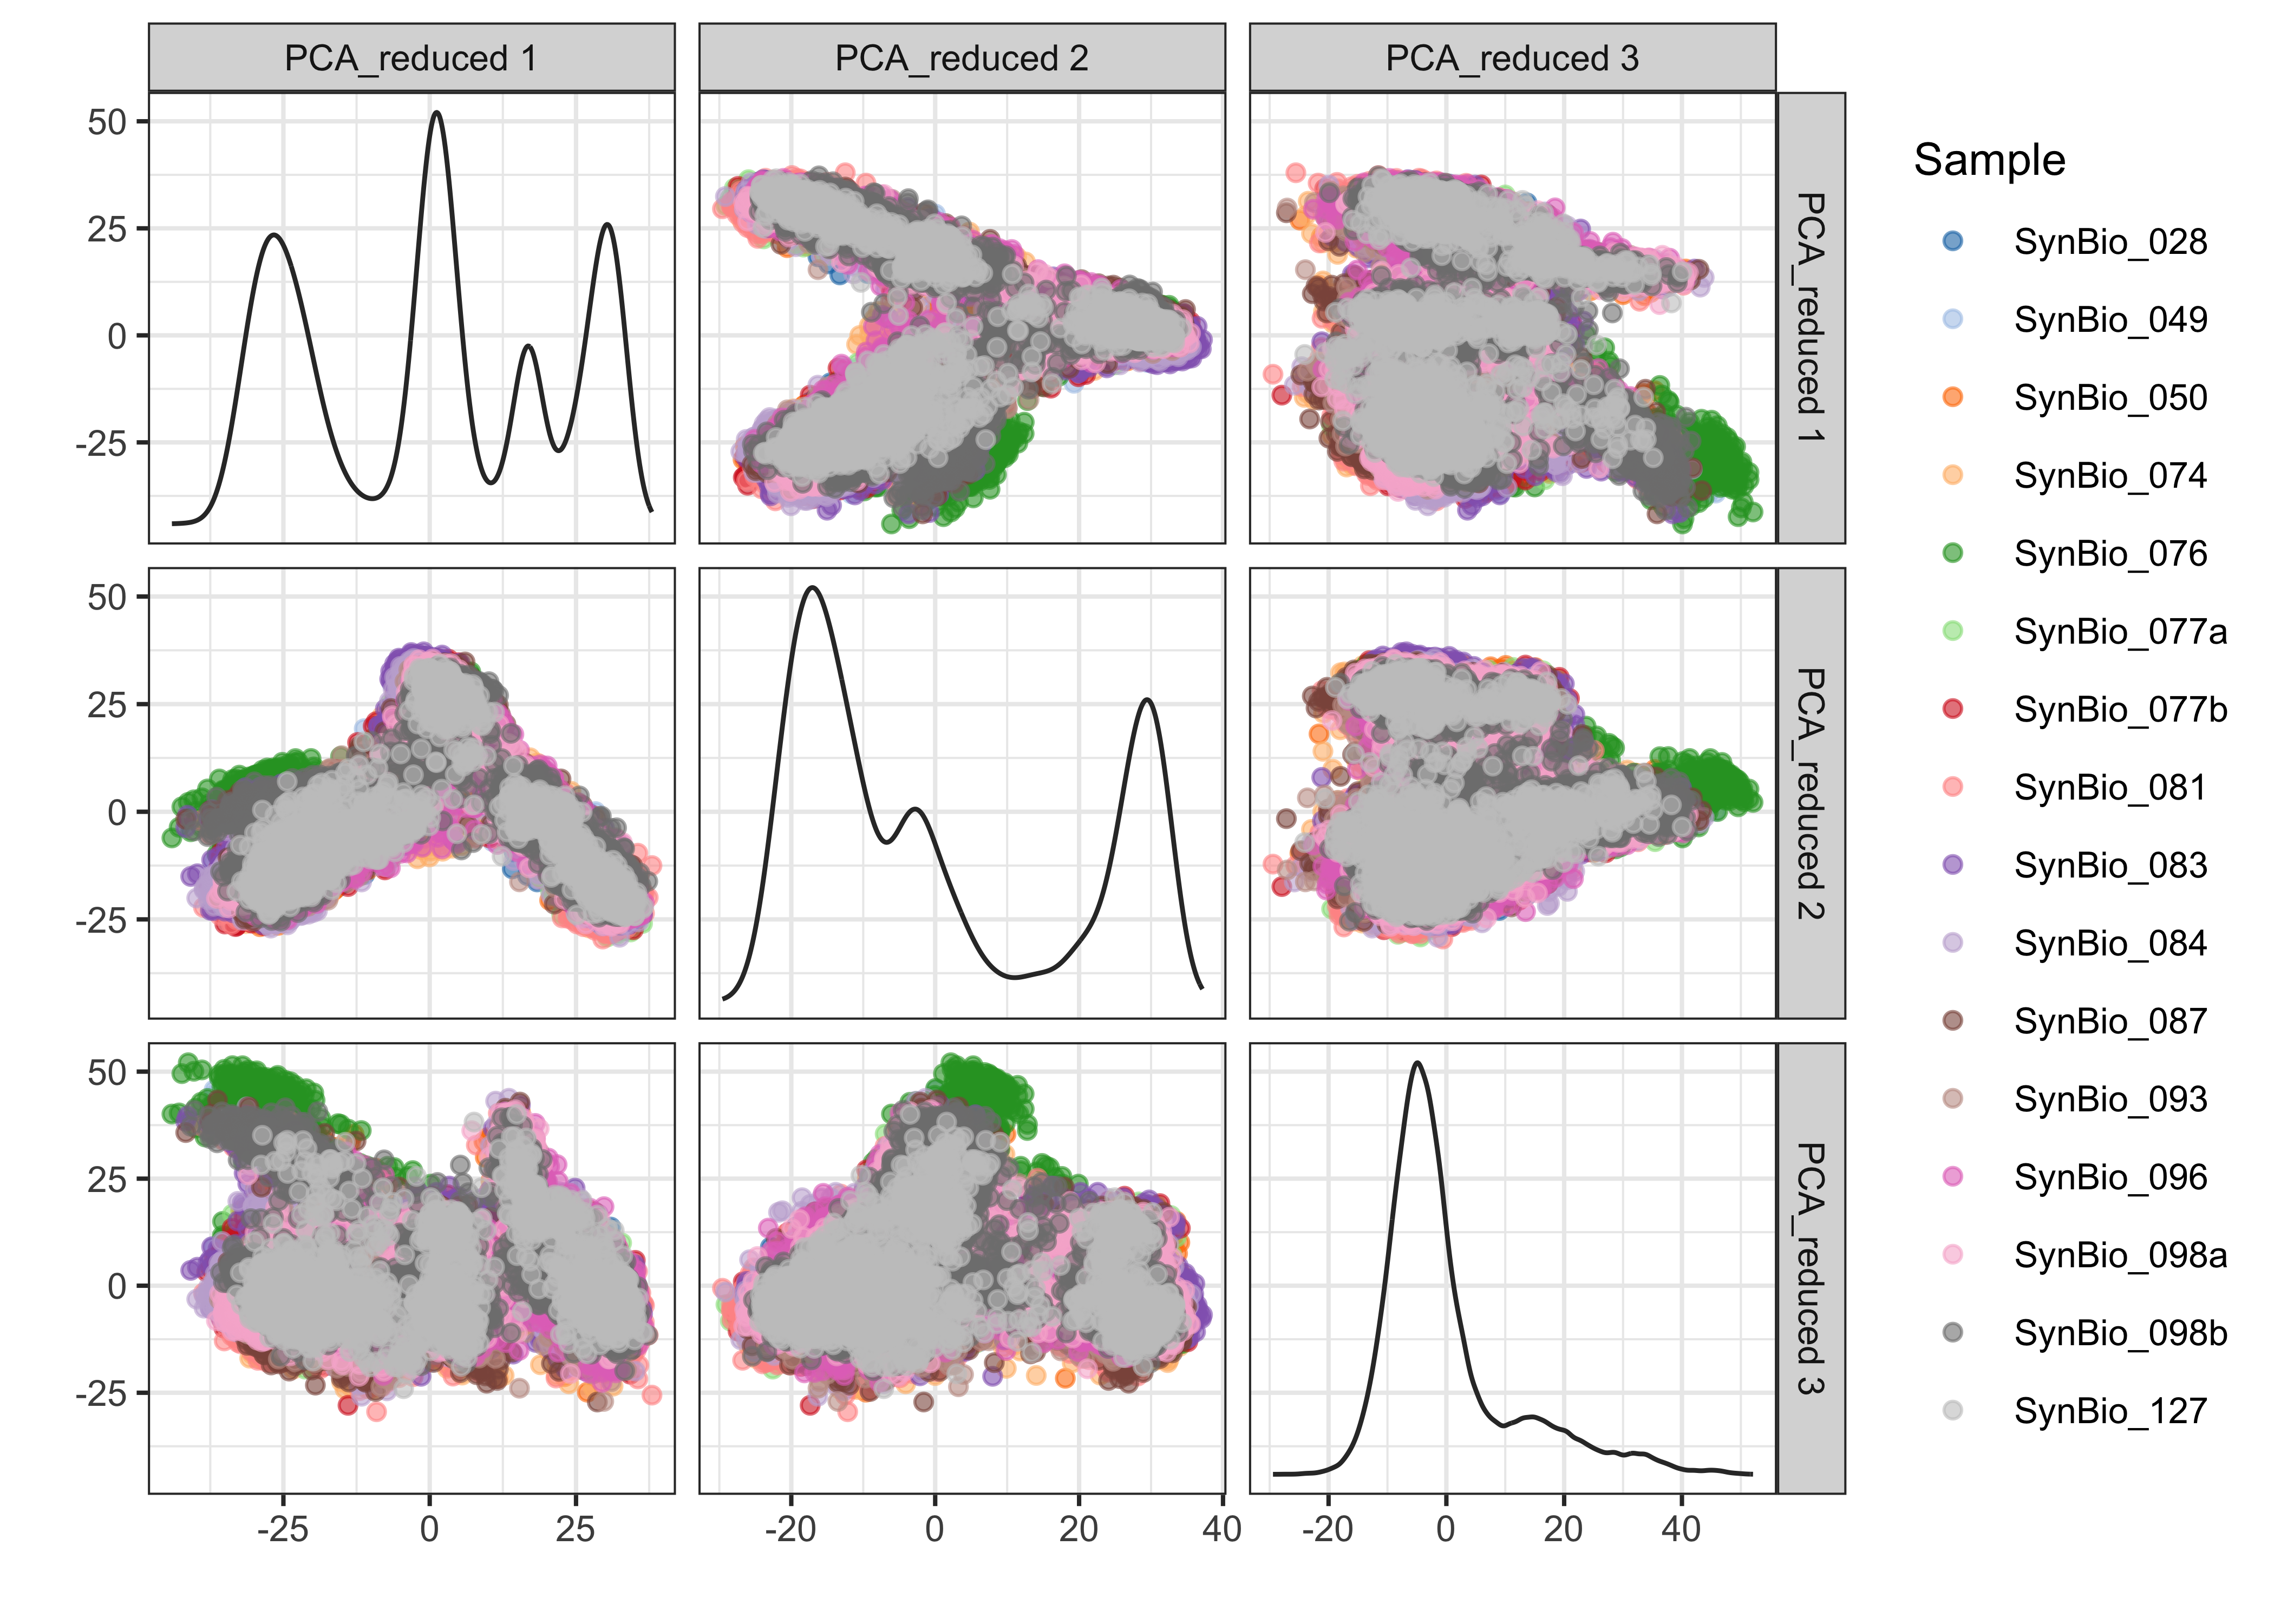 PCA_reduced 1
PCA_reduced 2
PCA_reduced 3
50
25
0
-25
PCA_reduced 1
50
25
0
-25
PCA_reduced 2
50
25
0
-25
PCA_reduced 3
-25
0
25
-20
0
20
40
-20
0
20
40
Sample
SynBio_028
SynBio_049
SynBio_050
SynBio_074
SynBio_076
SynBio_077a
SynBio_077b
SynBio_081
SynBio_083
SynBio_084
SynBio_087
SynBio_093
SynBio_096
SynBio_098a
SynBio_098b
SynBio_127